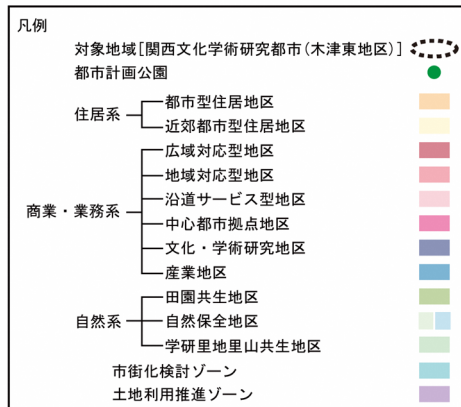 凡例
対象地域[関西文化学術研究都市(木津東地区)]
都市計画公園
住居系
都市型住居地区
近郊都市型住居地区
商業・業務系
広域対応型地区
地域対応型地区
沿道サービス型地区
中心都市拠点地区
文化・学術研究地区
産業地区
自然系
田園共生地区
自然保全地区
学研里地里山共生地区
市街化検討ゾーン
土地利用推進ゾーン